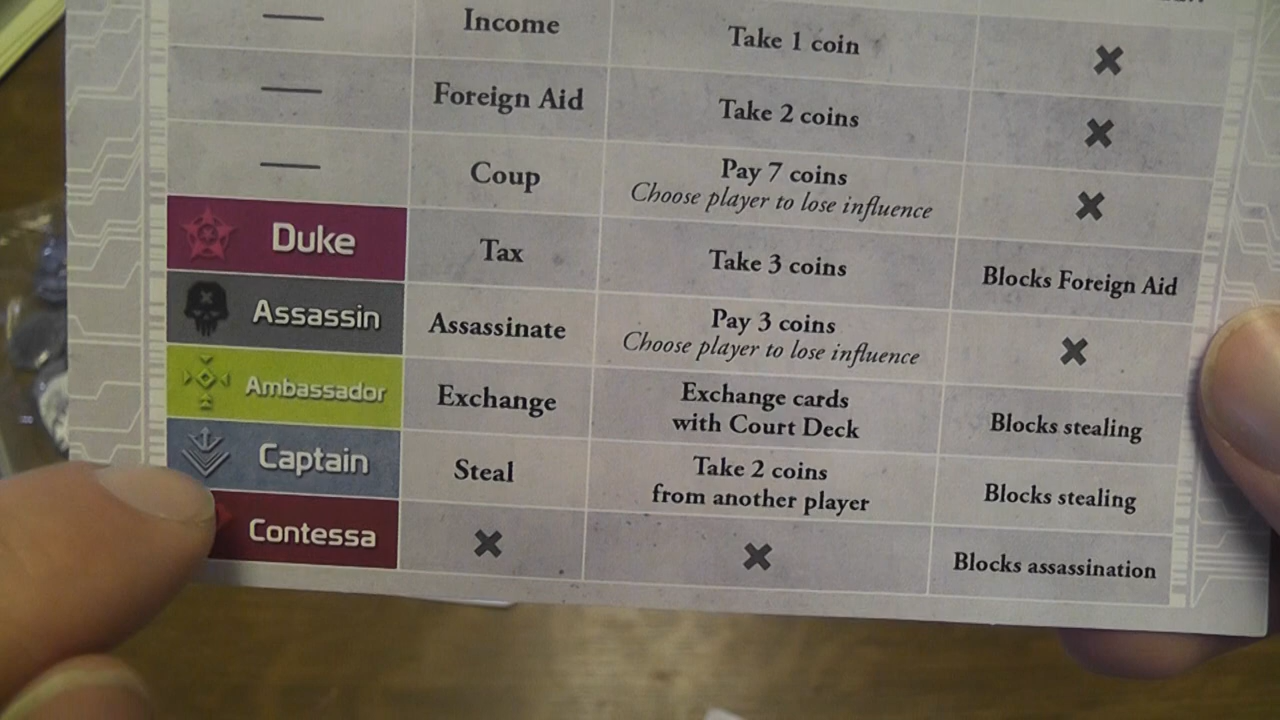 Income
Take 1 coin
Foreign Aid
Take 2 coins
Coup
Pay 7 coins
Choose player to lose influence
Duke
Tax
Take 3 coins
Blocks Foreign Aid
Assassin
Assassinate
Pay 3 coins
Choose player to lose influence
Ambassador
Exchange
Exchange cards
with Court Deck
Blocks stealing
Captain
Steal
Take 2 coins
from another player
Blocks stealing
Contessa
Blocks assassination